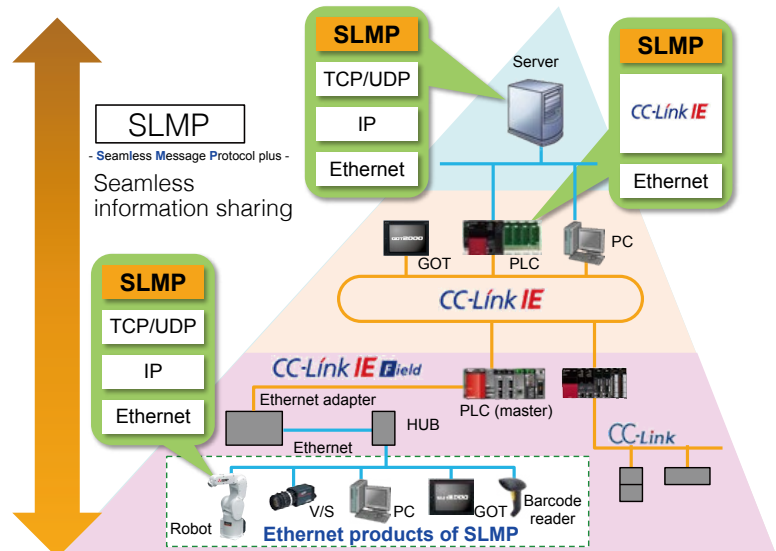 SLMP
TCP/UDP
IP
Ethernet
Server
SLMP
CC-Link IE
Ethernet
SLMP
- Seamless Message Protocol plus -
Seamless
information sharing
GOT2000
GOT
PLC
PC
CC-Link IE
SLMP
TCP/UDP
IP
Ethernet
CC-Link IE Field
Ethernet adapter
PLC (master)
HUB
Ethernet
CC-Link
Robot
V/S
PC
GOT
Barcode
reader
Ethernet products of SLMP